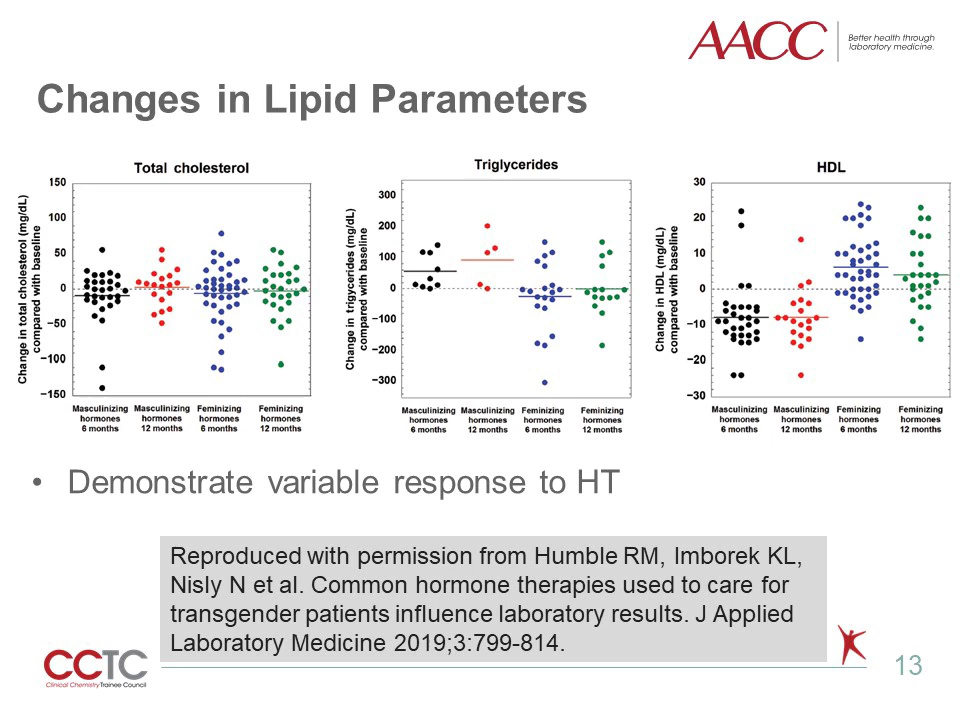 AACC
Better health through
laboratory medicine.
Changes in Lipid Parameters
Total cholesterol
Change in total cholesterol (mg/dL)
compared with baseline
150
100
50
0
−50
−100
−150
Masculinizing
hormones
6 months
Masculinizing
hormones
12 months
Feminizing
hormones
6 months
Feminizing
hormones
12 months
Triglycerides
Change in trigycerides (mg/dL)
compared with baseline
300
200
100
0
−100
−200
−300
Masculinizing
hormones
6 months
Masculinizing
hormones
12 months
Feminizing
hormones
6 months
Feminizing
hormones
12 months
HDL
Change in HDL (mg/dL)
compared with baseline
30
20
10
0
−10
−20
−30
Masculinizing
hormones
6 months
Masculinizing
hormones
12 months
Feminizing
hormones
6 months
Feminizing
hormones
12 months
• Demonstrate variable response to HT
Reproduced with permission from Humble RM, Imborek KL,
Nisly N et al. Common hormone therapies used to care for
transgender patients influence laboratory results. J Applied
Laboratory Medicine 2019;3:799-814.
CCTC
Clinical Chemistry Trainee Council
13